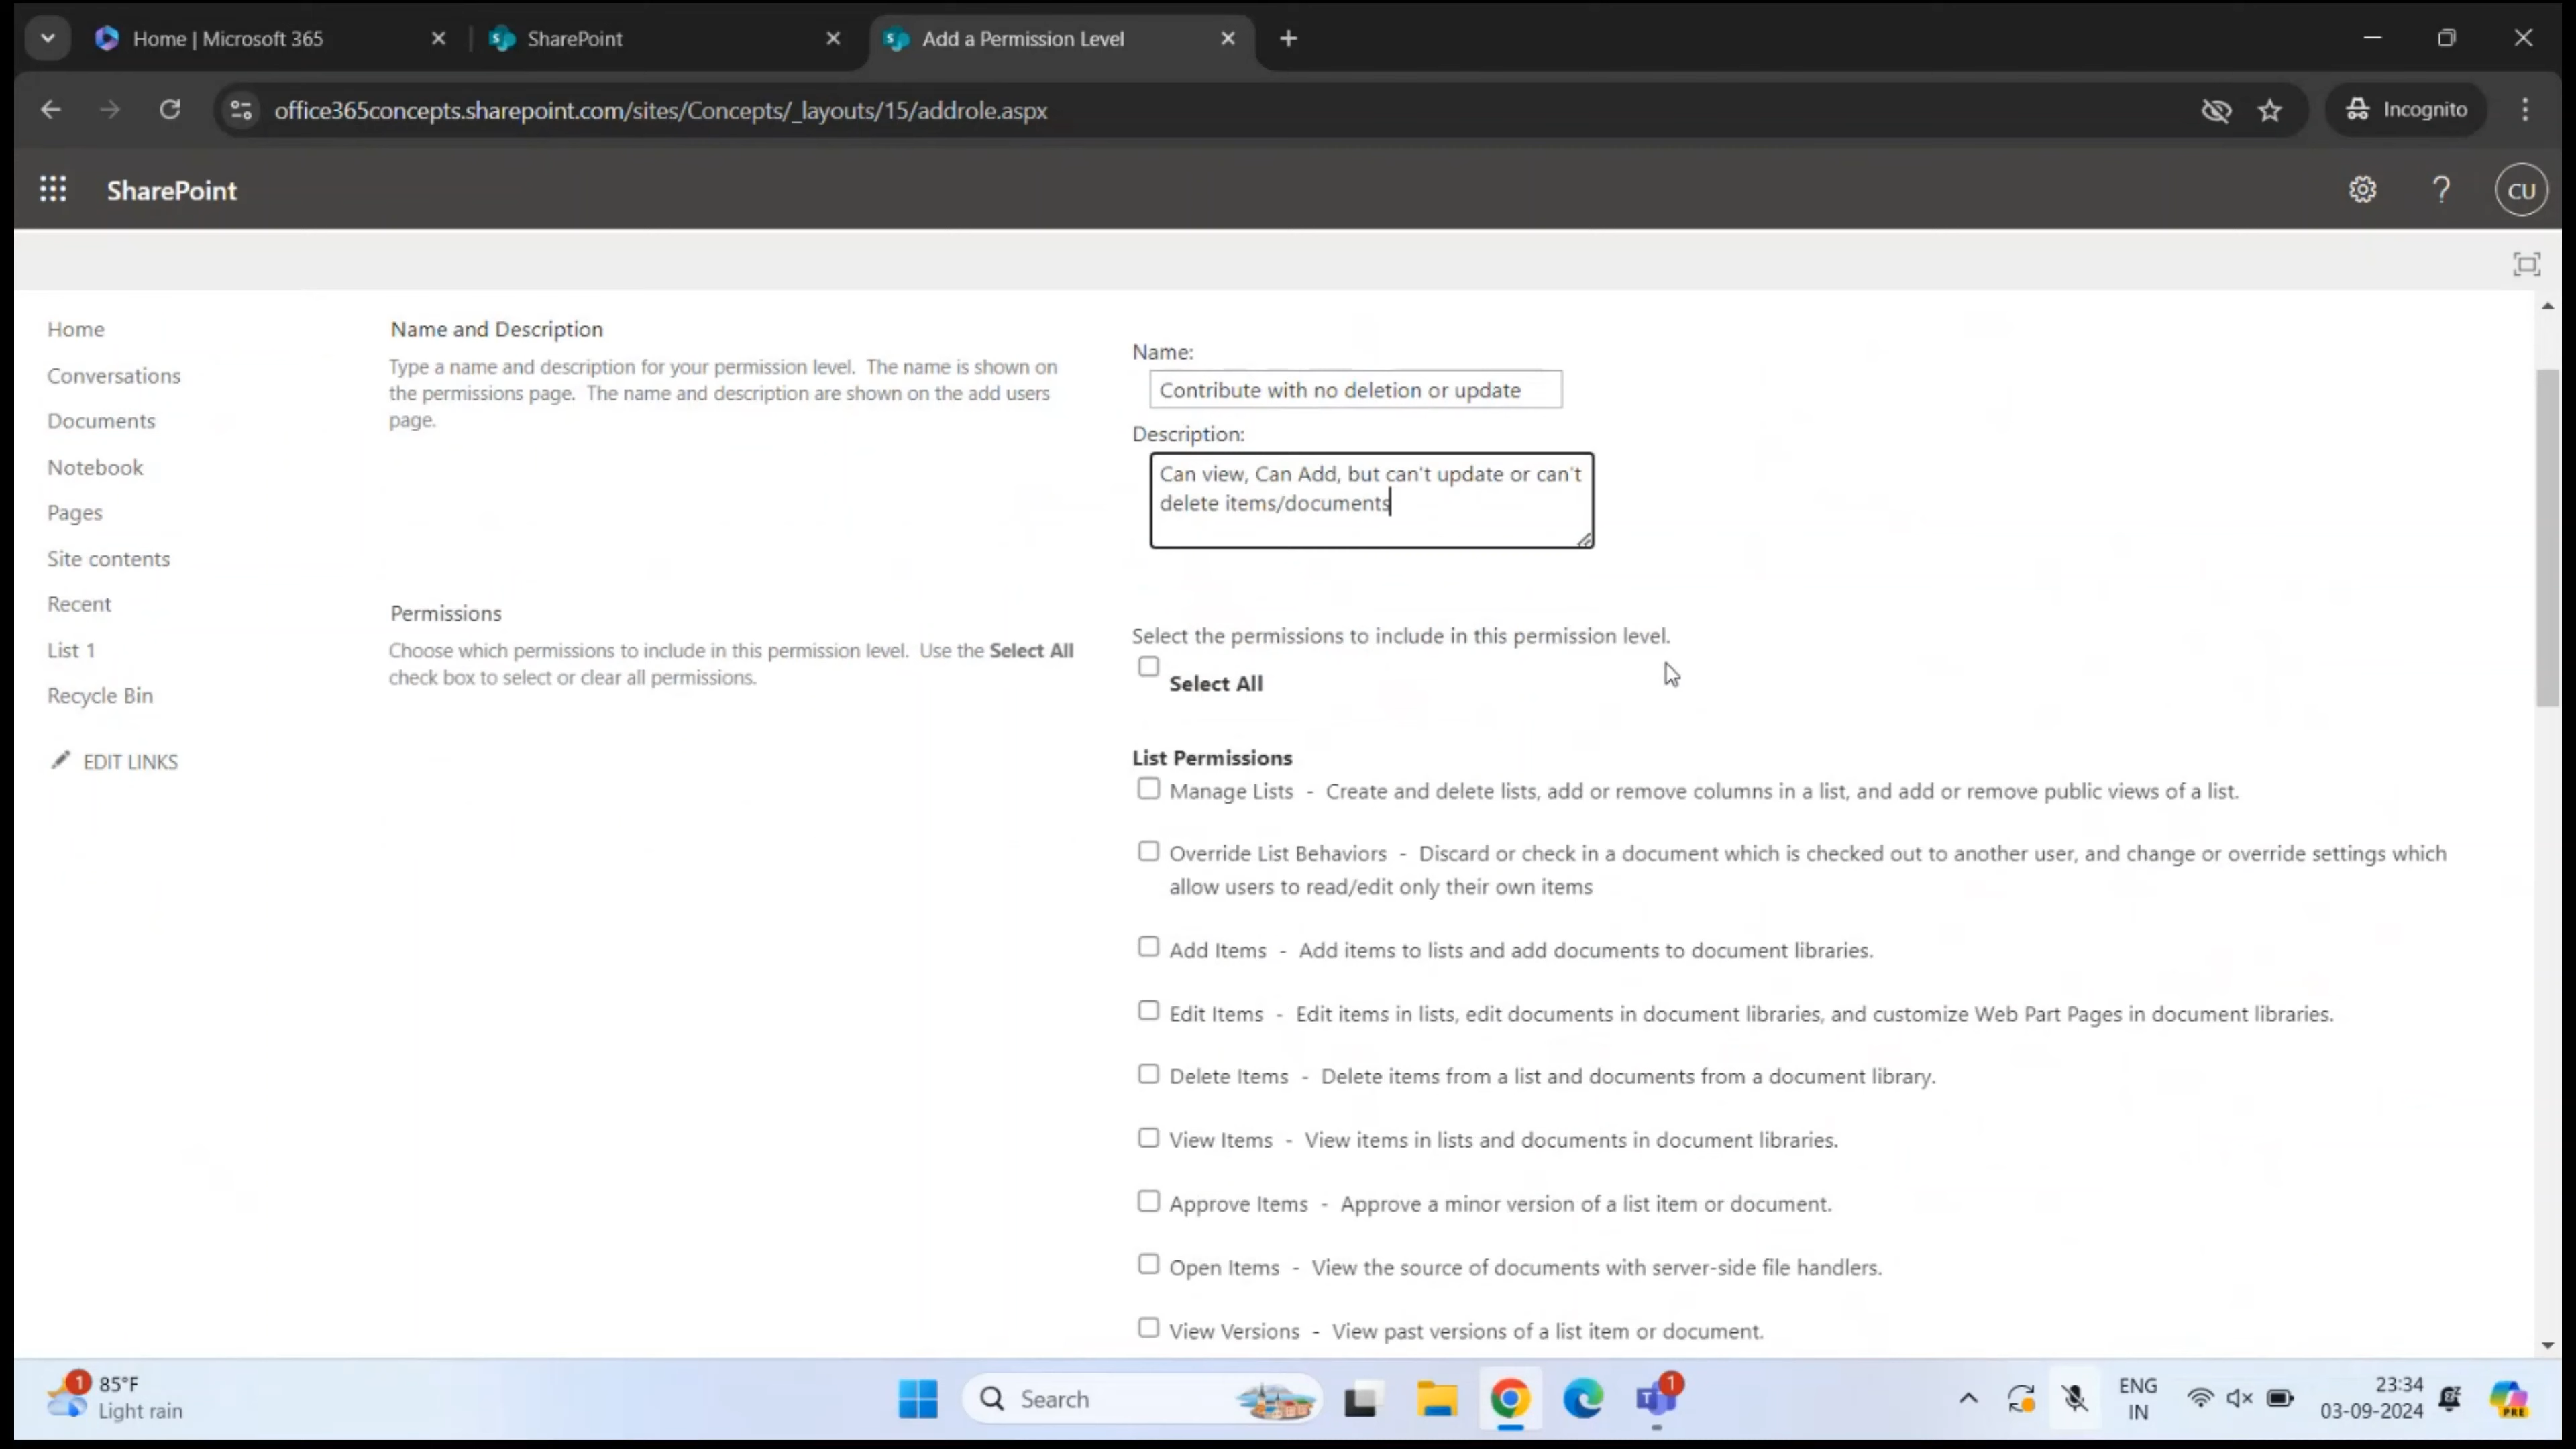 Home | Microsoft 365
SharePoint
Add a Permission Level
office365concepts.sharepoint.com/sites/Concepts/_layouts/15/addrole.aspx
Incognito
SharePoint
CU
Home
Conversations
Documents
Notebook
Pages
Site contents
Recent
List 1
Recycle Bin
EDIT LINKS
Name and Description
Type a name and description for your permission level. The name is shown on
the permissions page. The name and description are shown on the add users
page.
Name:
Contribute with no deletion or update
Description:
Can view, Can Add, but can't update or can't
delete items/documents
Permissions
Choose which permissions to include in this permission level. Use the Select All
check box to select or clear all permissions.
Select the permissions to include in this permission level.
Select All
List Permissions
Manage Lists - Create and delete lists, add or remove columns in a list, and add or remove public views of a list.
Override List Behaviors - Discard or check in a document which is checked out to another user, and change or override settings which
allow users to read/edit only their own items
Add Items - Add items to lists and add documents to document libraries.
Edit Items - Edit items in lists, edit documents in document libraries, and customize Web Part Pages in document libraries.
Delete Items - Delete items from a list and documents from a document library.
View Items - View items in lists and documents in document libraries.
Approve Items - Approve a minor version of a list item or document.
Open Items - View the source of documents with server-side file handlers.
View Versions - View past versions of a list item or document.
1
85°F
Light rain
Search
1
ENG
IN
23:34
03-09-2024
PRE